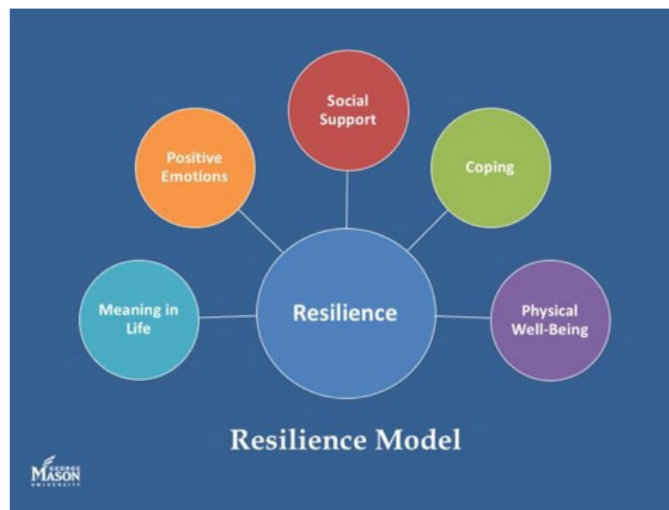 Social
Support
Positive
Emotions
Coping
Meaning in
Life
Resilience
Physical
Well-Being
Resilience Model
GEORGE
MASON
UNIVERSITY